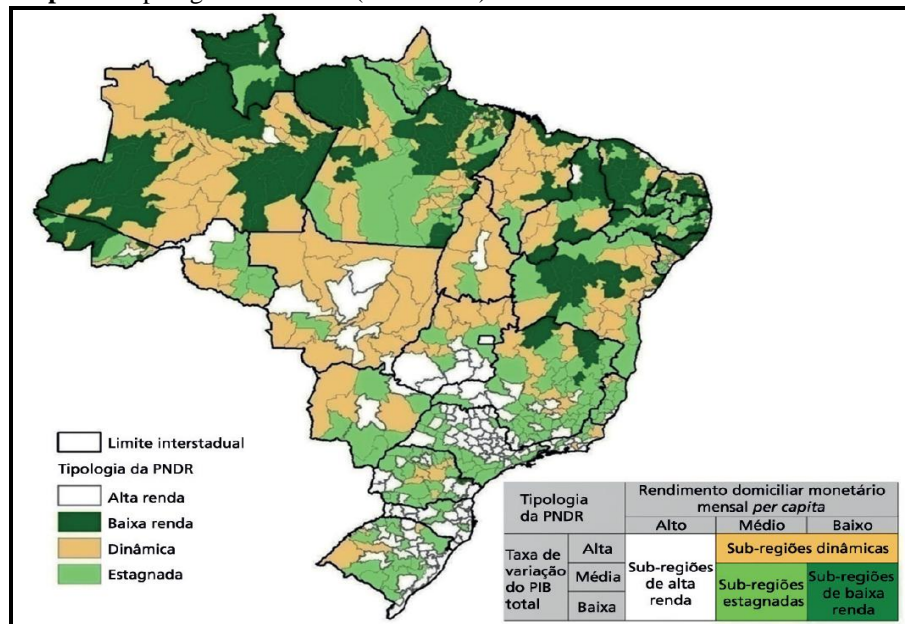 Limite interstadual
Tipologia da PNDR
Alta renda
Baixa renda
Dinâmica
Estagnada
Tipologia
da PNDR
Rendimento domiciliar monetário
mensal per capita
Alto
Médio
Baixo
Taxa de
variação
do PIB
total
Alta
Média
Baixa
Sub-regiões
de alta
renda
Sub-regiões dinâmicas
Sub-regiões
estagnadas
Sub-regiões
de baixa
renda